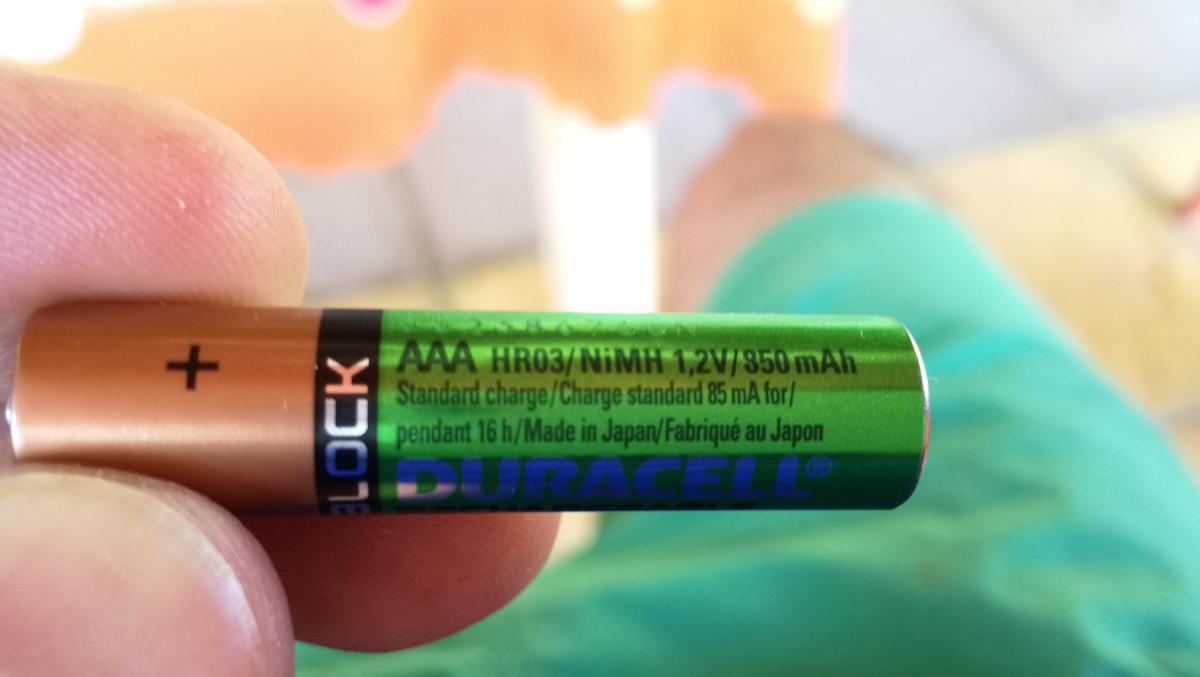 +
LOCK
AAA HR03/NiMH 1,2V/850 mAh
Standard charge/Charge standard 85 mA for/
pendant 16 h/Made in Japan/Fabriqué au Japon
DURACELL®